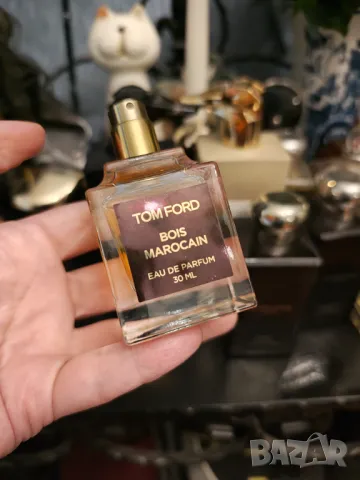 TOM FORD
BOIS
MAROCAIN
EAU DE PARFUM
30 ML
BAZAR